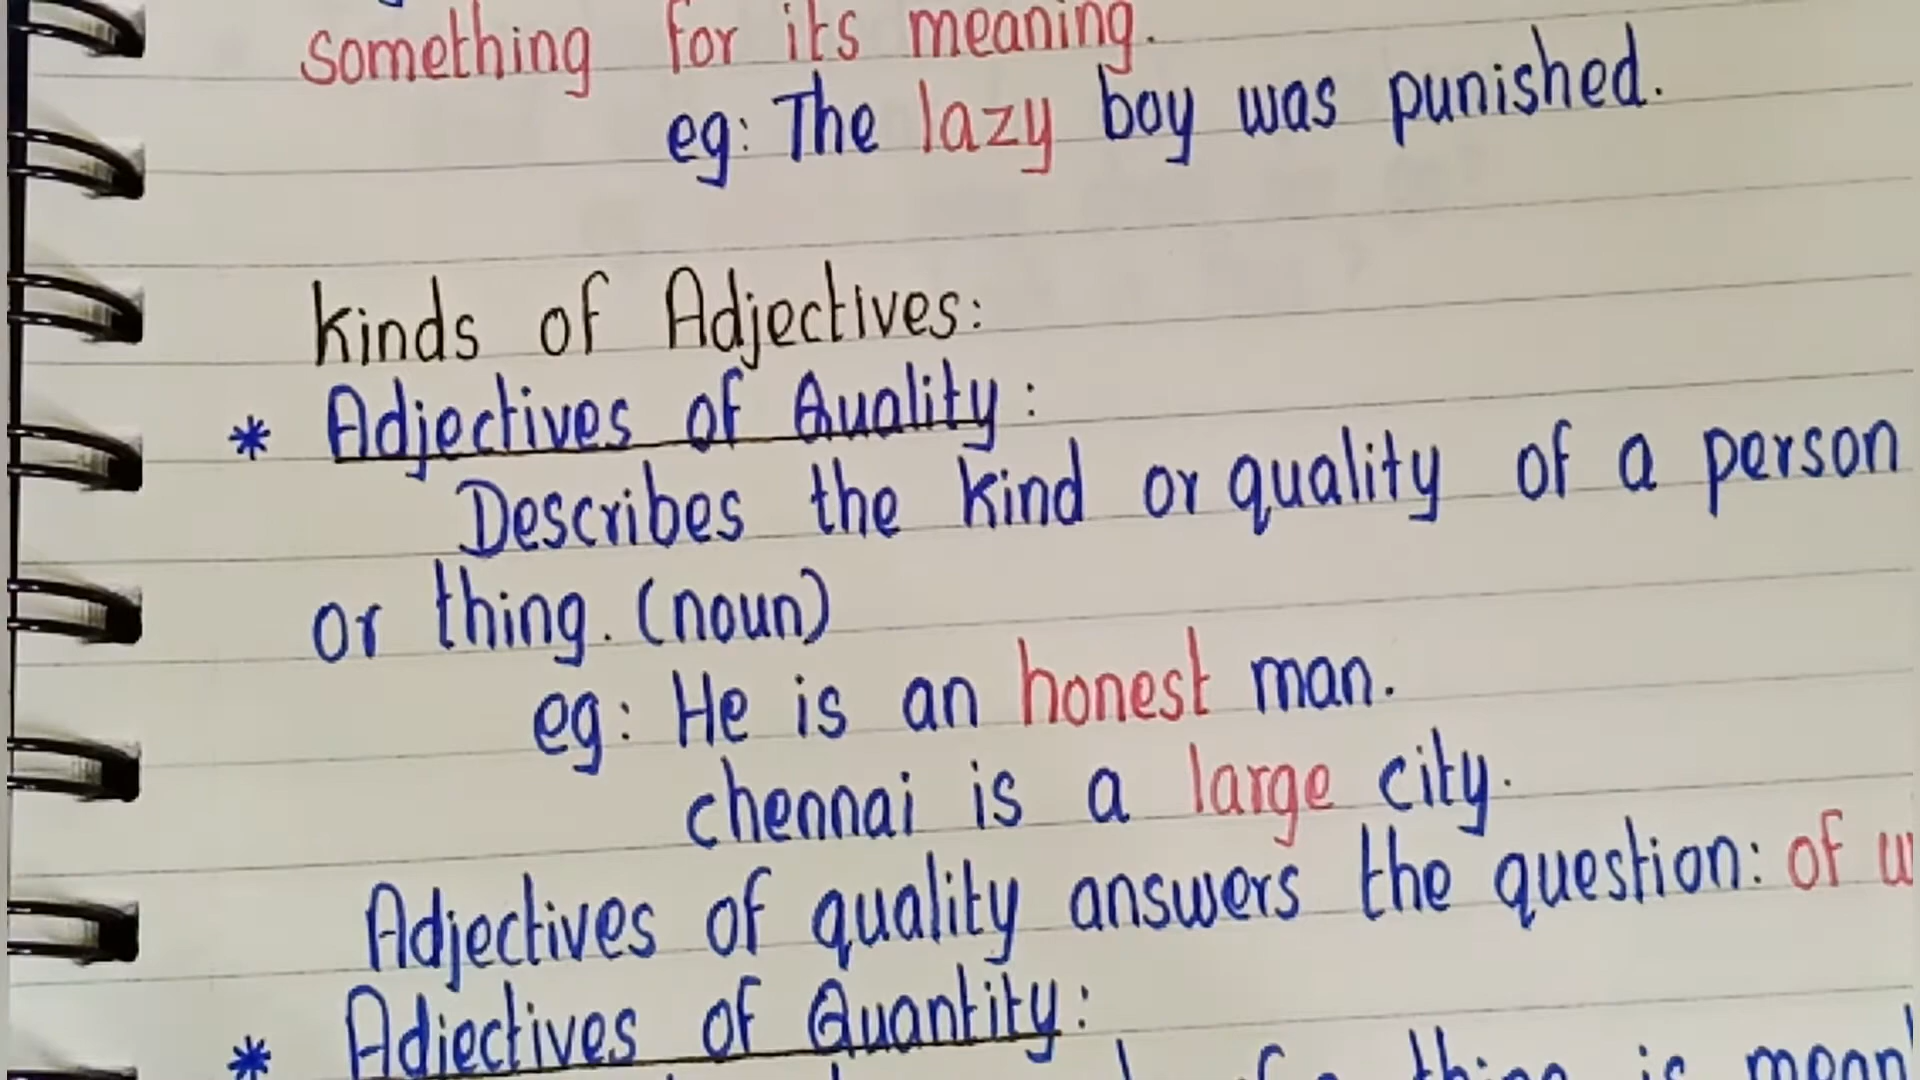 something for its meaning.
eg: The lazy boy was punished.
Kinds of Adjectives:
* Adjectives of Quality:
Describes the kind or quality of a person
or thing. (noun)
eg: He is an honest man.
chennai is a large city.
Adjectives of quality answers the question: of
* Adjectives of Quantity:
thing is